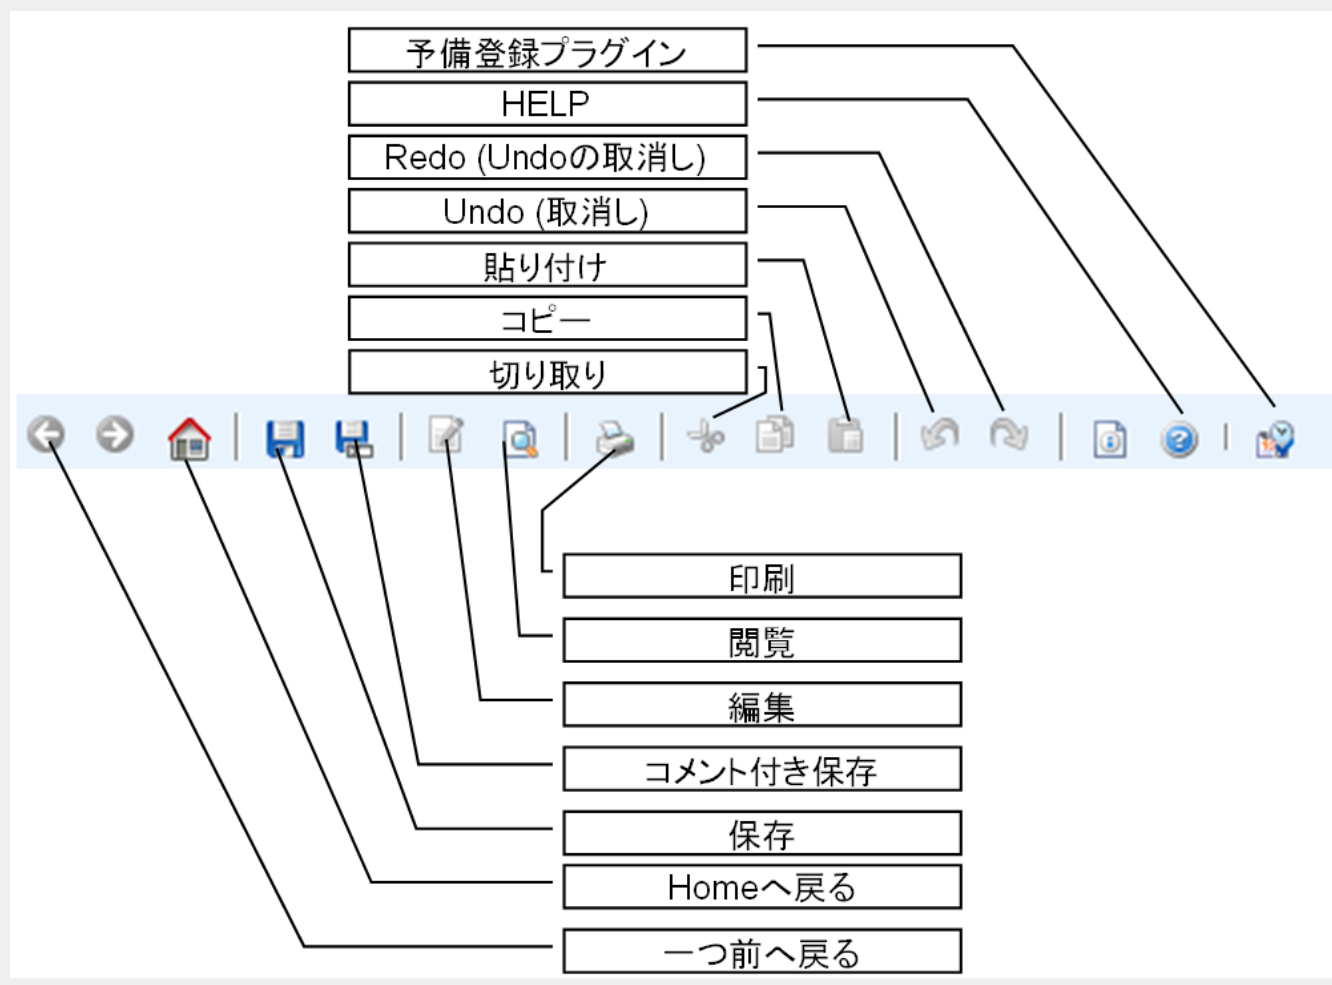 予備登録プラグイン
HELP
Redo (Undoの取消し)
Undo (取消し)
貼り付け
コピー
切り取り
印刷
閲覧
編集
コメント付き保存
保存
Homeへ戻る
一つ前へ戻る